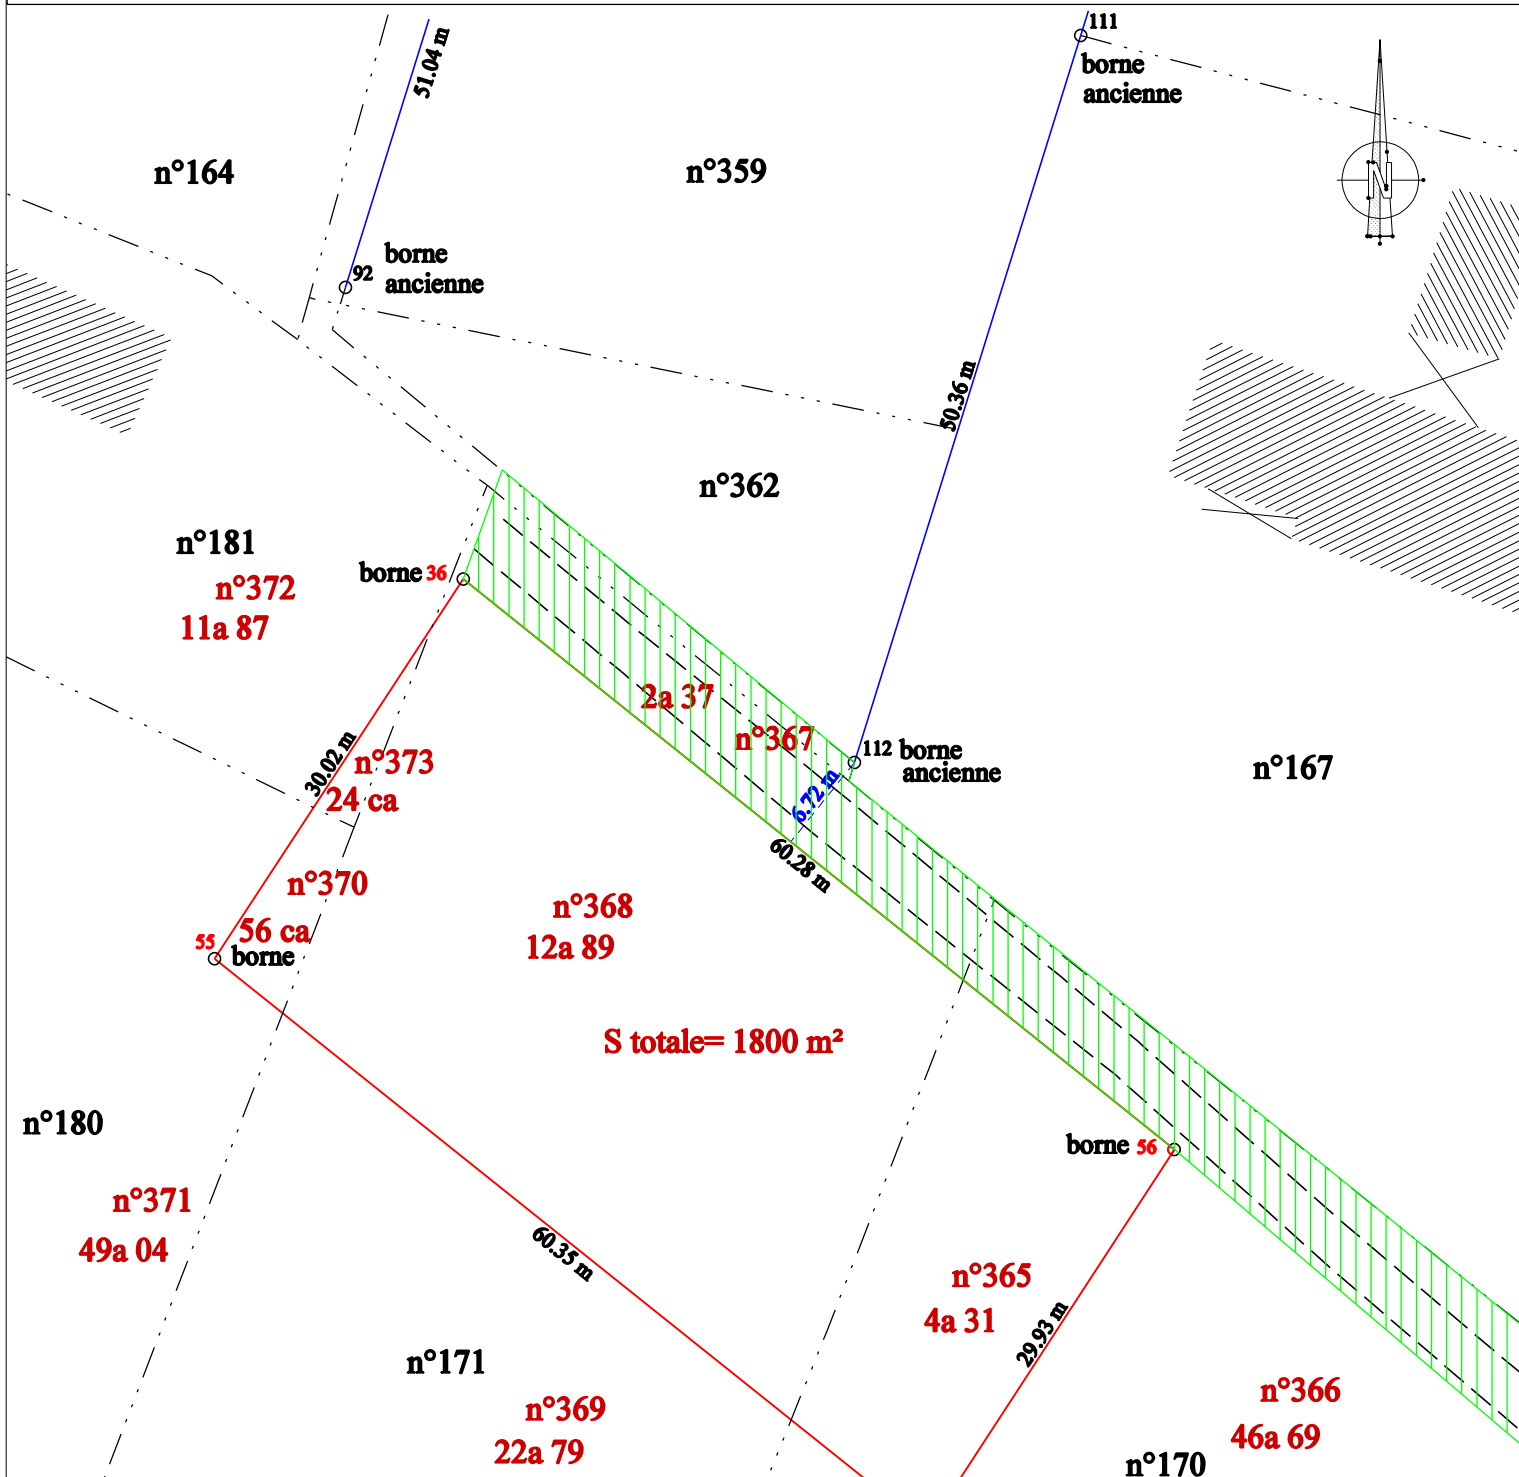 111
borne
ancienne
51.04 m
n°164
n°359
N
92
borne
ancienne
50.36 m
n°362
n°181
n°372
11a 87
borne 36
2a 37
n°367
112 borne
ancienne
n°167
30.02 m
n°373
24 ca
6.72 m
60.28 m
n°370
56 ca
55
borne
n°368
12a 89
S totale= 1800 m²
n°180
borne 56
n°371
49a 04
60.35 m
n°365
4a 31
29.93 m
n°171
n°369
22a 79
n°366
46a 69
n°170